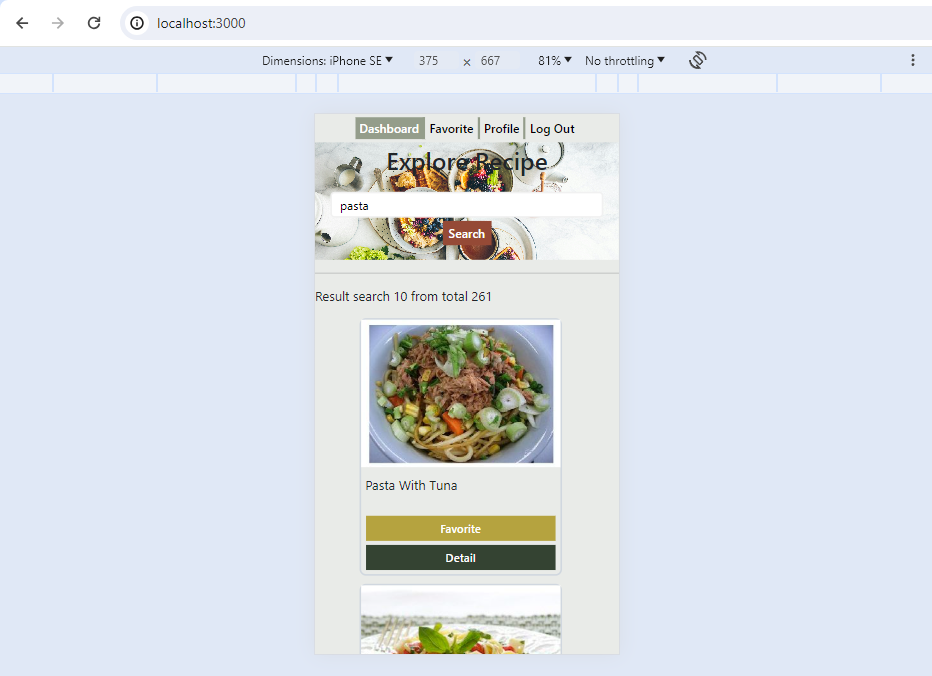 localhost:3000
Dimensions: iPhone SE 375 × 667 81% No throttling
Dashboard Favorite Profile Log Out
Explore Recipe
pasta
Search
Result search 10 from total 261
Pasta With Tuna
Favorite
Detail